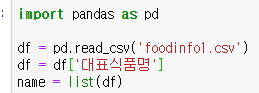 import pandas as pd
df = pd.read_csv('foodinfo1.csv')
df = df['대표식품명']
name = list(df)